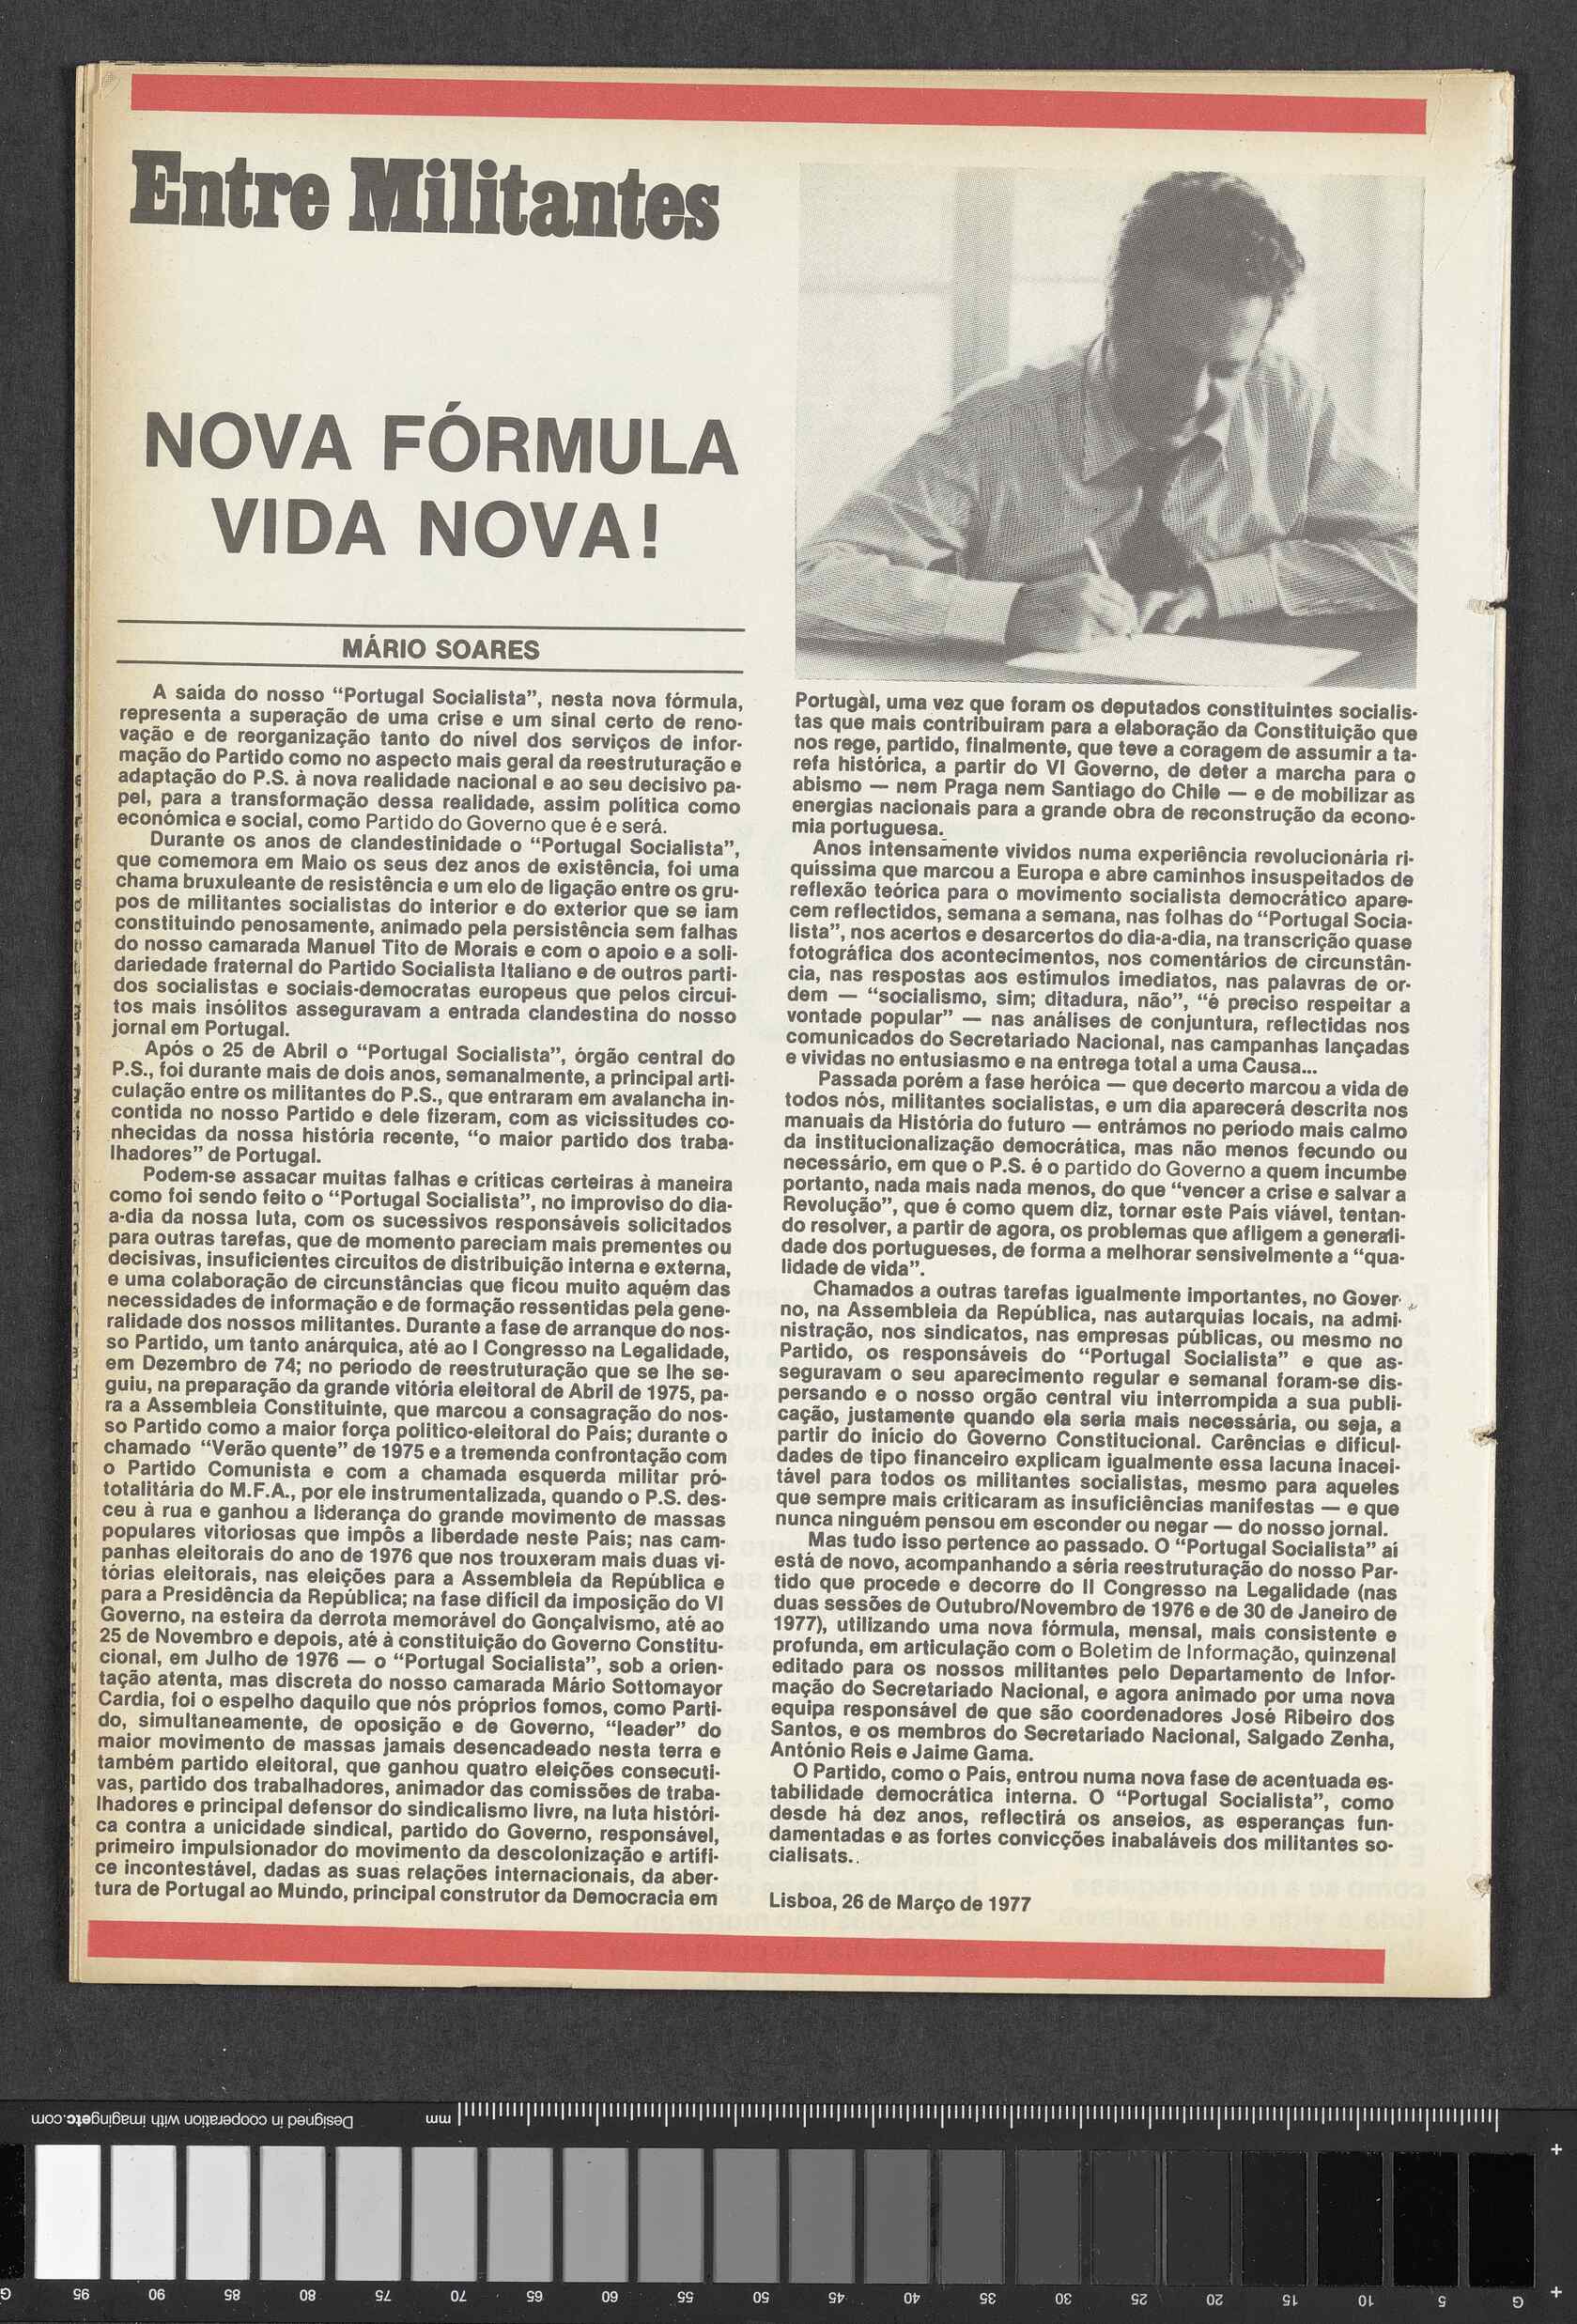 Entre Militantes
NOVA FÓRMULA
VIDA NOVA!
MÁRIO SOARES
A saída do nosso “Portugal Socialista”, nesta nova fórmula,
representa a superação de uma crise e um sinal certo de reno-
vação e de reorganização tanto do nível dos serviços de infor-
mação do Partido como no aspecto mais geral da reestruturação e
adaptação do P.S. à nova realidade nacional e ao seu decisivo pa-
pel, para a transformação dessa realidade, assim política como
económica e social, como Partido do Governo que é e será.
Durante os anos de clandestinidade o “Portugal Socialista”,
que comemora em Maio os seus dez anos de existência, foi uma
chama bruxuleante de resistência e um elo de ligação entre os gru-
pos de militantes socialistas do interior e do exterior que se iam
constituindo penosamente, animado pela persistência sem falhas
do nosso camarada Manuel Tito de Morais e com o apoio e a soli-
dariedade fraternal do Partido Socialista Italiano e de outros parti-
dos socialistas e sociais-democratas europeus que pelos circui-
tos mais insólitos asseguravam a entrada clandestina do nosso
jornal em Portugal.
Após o 25 de Abril o “Portugal Socialista”, órgão central do
P.S., foi durante mais de dois anos, semanalmente, a principal arti-
culação entre os militantes do P.S., que entraram em avalancha in-
contida no nosso Partido e dele fizeram, com as vicissitudes co-
nhecidas da nossa história recente, “o maior partido dos traba-
lhadores” de Portugal.
Podem-se assacar muitas falhas e críticas certeiras à maneira
como foi sendo feito o “Portugal Socialista”, no improviso do dia-
a-dia da nossa luta, com os sucessivos responsáveis solicitados
para outras tarefas, que de momento pareciam mais prementes ou
decisivas, insuficientes circuitos de distribuição interna e externa,
e uma colaboração de circunstâncias que ficou muito aquém das
necessidades de informação e de formação ressentidas pela gene-
ralidade dos nossos militantes. Durante a fase de arranque do nos-
so Partido, um tanto anárquica, até ao I Congresso na Legalidade,
em Dezembro de 74; no período de reestruturação que se lhe se-
guiu, na preparação da grande vitória eleitoral de Abril de 1975, pa-
ra a Assembleia Constituinte, que marcou a consagração do nos-
so Partido como a maior força politico-eleitoral do País; durante o
chamado “Verão quente” de 1975 e a tremenda confrontação com
o Partido Comunista e com a chamada esquerda militar pró-
totalitária do M.F.A., por ele instrumentalizada, quando o P.S. des-
ceu à rua e ganhou a liderança do grande movimento de massas
populares vitoriosas que impôs a liberdade neste País; nas cam-
panhas eleitorais do ano de 1976 que nos trouxeram mais duas vi-
tórias eleitorais, nas eleições para a Assembleia da República e
para a Presidência da República; na fase difícil da imposição do VI
Governo, na esteira da derrota memorável do Gonçalvismo, até ao
25 de Novembro e depois, até à constituição do Governo Constitu-
cional, em Julho de 1976 — o “Portugal Socialista”, sob a orien-
tação atenta, mas discreta do nosso camarada Mário Sottomayor
Cardia, foi o espelho daquilo que nós próprios fomos, como Parti-
do, simultaneamente, de oposição e de Governo, “leader” do
maior movimento de massas jamais desencadeado nesta terra e
também partido eleitoral, que ganhou quatro eleições consecuti-
vas, partido dos trabalhadores, animador das comissões de traba-
lhadores e principal defensor do sindicalismo livre, na luta históri-
ca contra a unicidade sindical, partido do Governo, responsável,
primeiro impulsionador do movimento da descolonização e artífi-
ce incontestável, dadas as suas relações internacionais, da aber-
tura de Portugal ao Mundo, principal construtor da Democracia em
Portugal, uma vez que foram os deputados constituintes socialis-
tas que mais contribuiram para a elaboração da Constituição que
nos rege, partido, finalmente, que teve a coragem de assumir a ta-
refa histórica, a partir do VI Governo, de deter a marcha para o
abismo — nem Praga nem Santiago do Chile — e de mobilizar as
energias nacionais para a grande obra de reconstrução da econo-
mia portuguesa.
Anos intensamente vividos numa experiência revolucionária ri-
quíssima que marcou a Europa e abre caminhos insuspeitados de
reflexão teórica para o movimento socialista democrático apare-
cem reflectidos, semana a semana, nas folhas do “Portugal Socia-
lista”, nos acertos e desarcertos do dia-a-dia, na transcrição quase
fotográfica dos acontecimentos, nos comentários de circunstân-
cia, nas respostas aos estímulos imediatos, nas palavras de or-
dem — “socialismo, sim; ditadura, não”, “é preciso respeitar a
vontade popular” — nas análises de conjuntura, reflectidas nos
comunicados do Secretariado Nacional, nas campanhas lançadas
e vividas no entusiasmo e na entrega total a uma Causa...
Passada porém a fase heróica — que decerto marcou a vida de
todos nós, militantes socialistas, e um dia aparecerá descrita nos
manuais da História do futuro — entrámos no período mais calmo
da institucionalização democrática, mas não menos fecundo ou
necessário, em que o P.S. é o partido do Governo a quem incumbe
portanto, nada mais nada menos, do que “vencer a crise e salvar a
Revolução”, que é como quem diz, tornar este País viável, tentan-
do resolver, a partir de agora, os problemas que afligem a generali-
dade dos portugueses, de forma a melhorar sensivelmente a “qua-
lidade de vida”.
Chamados a outras tarefas igualmente importantes, no Gover-
no, na Assembleia da República, nas autarquias locais, na admi-
nistração, nos sindicatos, nas empresas públicas, ou mesmo no
Partido, os responsáveis do “Portugal Socialista” e que as-
seguravam o seu aparecimento regular e semanal foram-se dis-
persando e o nosso orgão central viu interrompida a sua publi-
cação, justamente quando ela seria mais necessária, ou seja, a
partir do início do Governo Constitucional. Carências e dificul-
dades de tipo financeiro explicam igualmente essa lacuna inacei-
tável para todos os militantes socialistas, mesmo para aqueles
que sempre mais criticaram as insuficiências manifestas — e que
nunca ninguém pensou em esconder ou negar — do nosso jornal.
Mas tudo isso pertence ao passado. O “Portugal Socialista” aí
está de novo, acompanhando a séria reestruturação do nosso Par-
tido que procede e decorre do II Congresso na Legalidade (nas
duas sessões de Outubro/Novembro de 1976 e de 30 de Janeiro de
1977), utilizando uma nova fórmula, mensal, mais consistente e
profunda, em articulação com o Boletim de Informação, quinzenal
editado para os nossos militantes pelo Departamento de Infor-
mação do Secretariado Nacional, e agora animado por uma nova
equipa responsável de que são coordenadores José Ribeiro dos
Santos, e os membros do Secretariado Nacional, Salgado Zenha,
António Reis e Jaime Gama.
O Partido, como o País, entrou numa nova fase de acentuada es-
tabilidade democrática interna. O “Portugal Socialista”, como
desde há dez anos, reflectirá os anseios, as esperanças fun-
damentadas e as fortes convicções inabaláveis dos militantes so-
cialisats..
Lisboa, 26 de Março de 1977
Designed in cooperation with imagingetc.com
mm
95 90 85 80 75 70 65 60 55 50 45 40 35 30 25 20 15 10 5 G